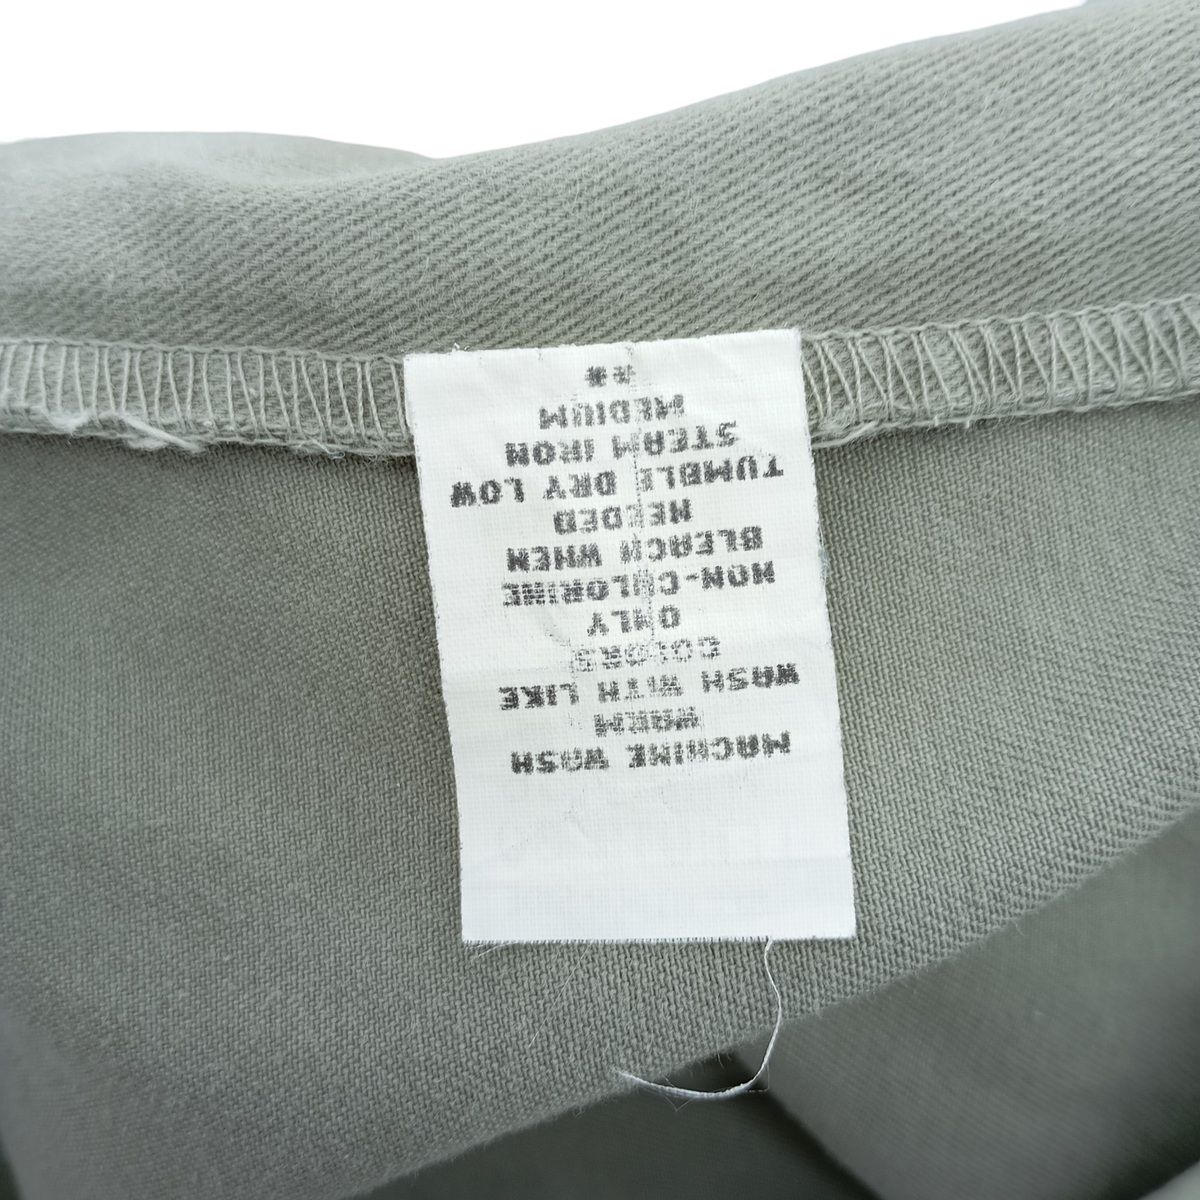 MACHINE WASH
WARM
WASH WITH LIKE
COLORS
ONLY
NON-CHLORINE
BLEACH WHEN
NEEDED
TUMBLE DRY LOW
STEAM IRON
MEDIUM